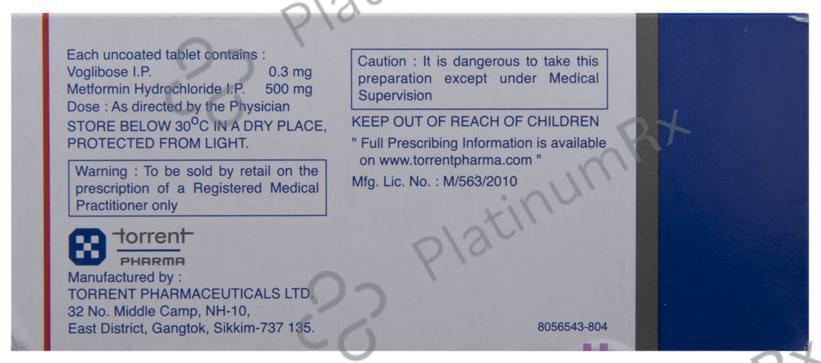 Each uncoated tablet contains :
Voglibose I.P. 0.3 mg
Metformin Hydrochloride I.P. 500 mg
Dose : As directed by the Physician
STORE BELOW 30°C IN A DRY PLACE,
PROTECTED FROM LIGHT.
Warning : To be sold by retail on the
prescription of a Registered Medical
Practitioner only
torrent
PHARMA
Manufactured by :
TORRENT PHARMACEUTICALS LTD.
32 No. Middle Camp, NH-10,
East District, Gangtok, Sikkim-737 135.
Caution : It is dangerous to take this
preparation except under Medical
Supervision
KEEP OUT OF REACH OF CHILDREN
" Full Prescribing Information is available
on www.torrentpharma.com "
Mfg. Lic. No. : M/563/2010
8056543-804
PlatinumRx